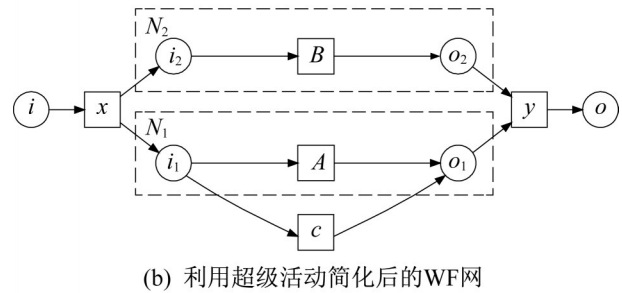 N₂
i₂ B o₂
i x y o
N₁
i₁ A o₁
c
(b) 利用超级活动简化后的WF网